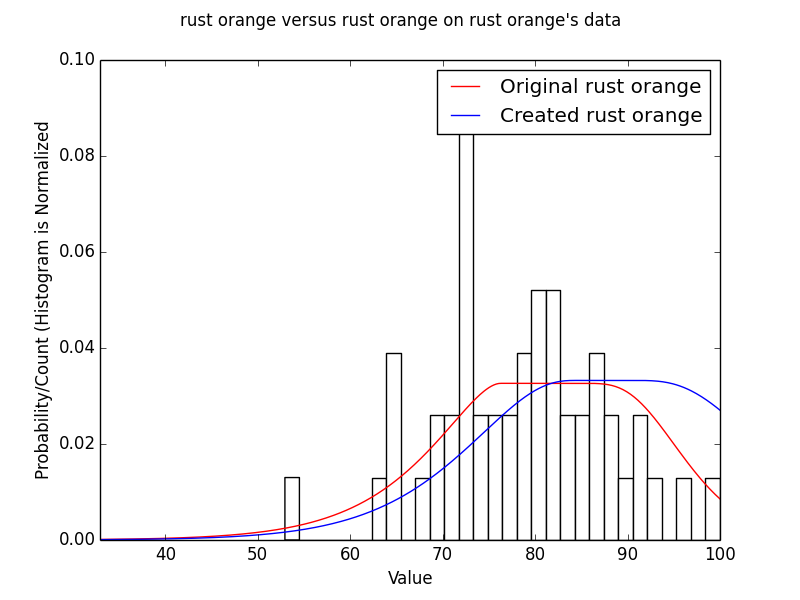 rust orange versus rust orange on rust orange's data
0.10
0.08
0.06
0.04
0.02
0.00
Probability/Count (Histogram is Normalized
Original rust orange
Created rust orange
40 50 60 70 80 90 100
Value